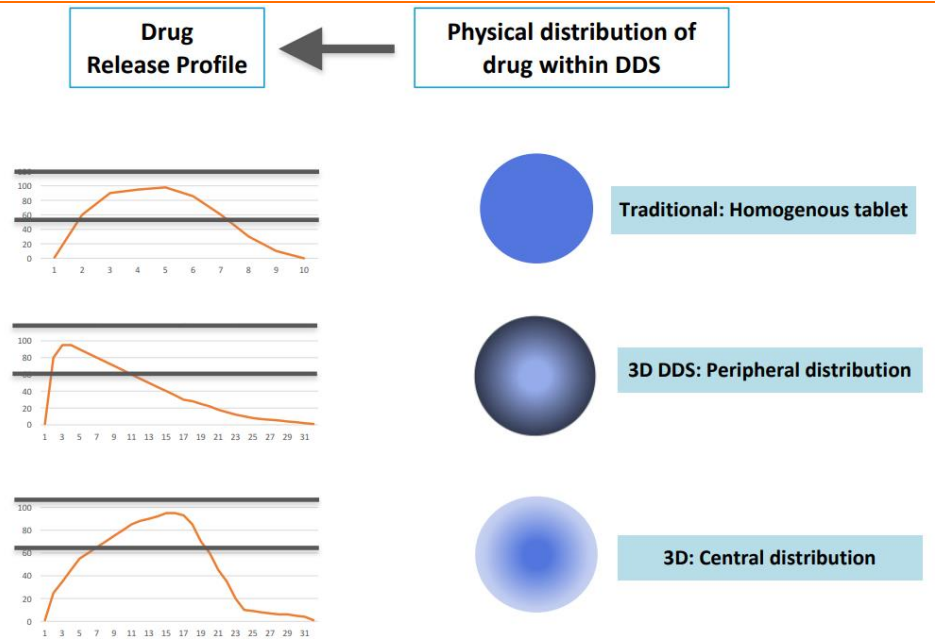 Drug
Release Profile
Physical distribution of
drug within DDS
100
80
60
40
20
0
1 2 3 4 5 6 7 8 9 10
Traditional: Homogenous tablet
100
80
60
40
20
0
1 3 5 7 9 11 13 15 17 19 21 23 25 27 29 31
3D DDS: Peripheral distribution
100
80
60
40
20
0
1 3 5 7 9 11 13 15 17 19 21 23 25 27 29 31
3D: Central distribution